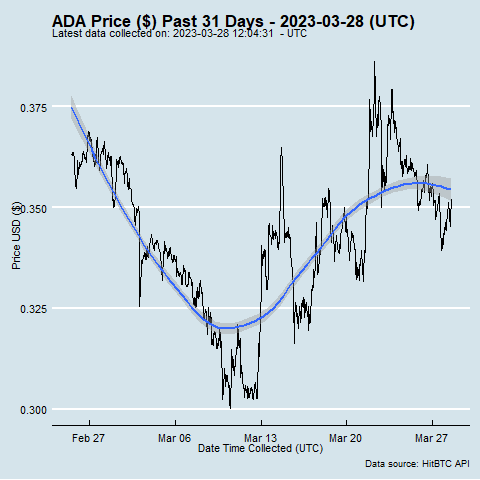 ADA Price ($) Past 31 Days - 2023-03-28 (UTC)
Latest data collected on: 2023-03-28 12:04:31  - UTC
0.375
0.350
0.325
0.300
Price USD ($)
Feb 27
Mar 06
Mar 13
Mar 20
Mar 27
Date Time Collected (UTC)
Data source: HitBTC API